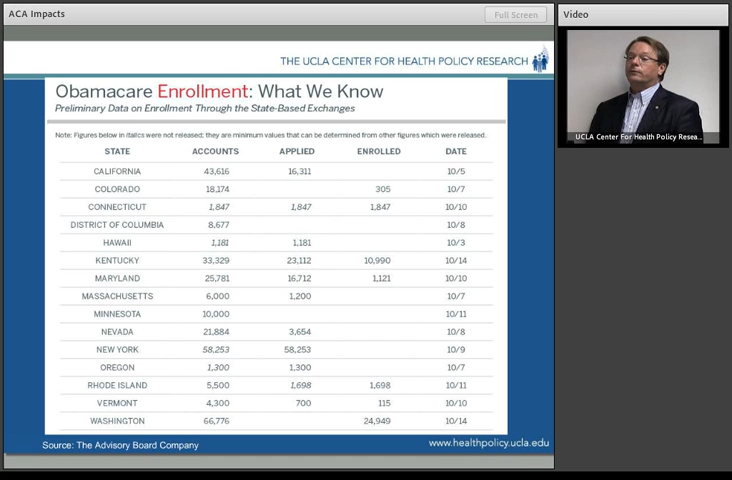 ACA Impacts
Full Screen
Video
THE UCLA CENTER FOR HEALTH POLICY RESEARCH
Obamacare Enrollment: What We Know
Preliminary Data on Enrollment Through the State-Based Exchanges
Note: Figures below in italics were not released; they are minimum values that can be determined from other figures which were released.
STATE ACCOUNTS APPLIED ENROLLED DATE
CALIFORNIA 43,616 16,311 10/5
COLORADO 18,174 305 10/7
CONNECTICUT 1,847 1,847 1,847 10/10
DISTRICT OF COLUMBIA 8,677 10/8
HAWAII 1,181 1,181 10/3
KENTUCKY 33,329 23,112 10,990 10/14
MARYLAND 25,781 16,712 1,121 10/10
MASSACHUSETTS 6,000 1,200 10/7
MINNESOTA 10,000 10/11
NEVADA 21,884 3,654 10/8
NEW YORK 58,253 58,253 10/9
OREGON 1,300 1,300 10/7
RHODE ISLAND 5,500 1,698 1,698 10/11
VERMONT 4,300 700 115 10/10
WASHINGTON 66,776 24,949 10/14
Source: The Advisory Board Company
www.healthpolicy.ucla.edu
UCLA Center For Health Policy Resea...